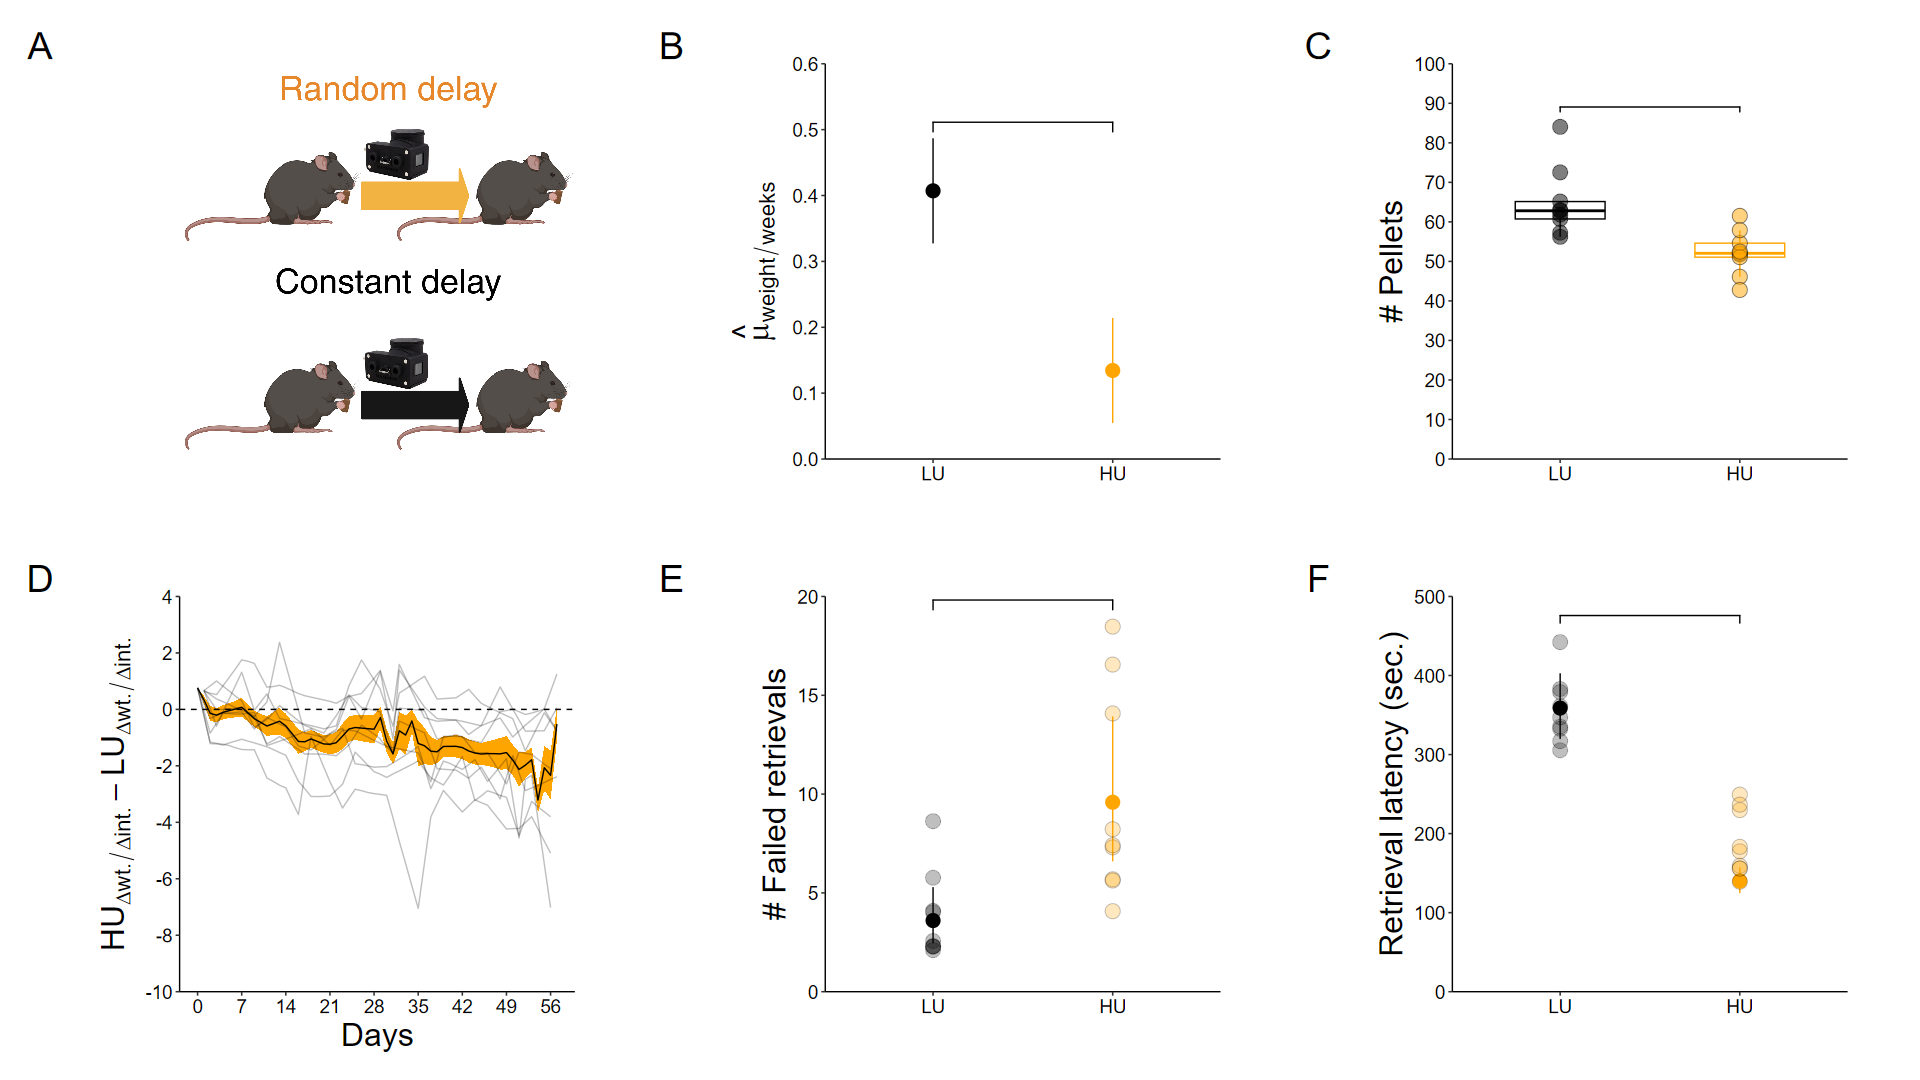 A
Random delay
Constant delay
B
0.6
0.5
0.4
0.3
0.2
0.1
0.0
μ̂weight/weeks
LU
HU
C
100
90
80
70
60
50
40
30
20
10
0
# Pellets
LU
HU
D
4
2
0
-2
-4
-6
-8
-10
HUΔwt./Δint. − LUΔwt./Δint.
0 7 14 21 28 35 42 49 56
Days
E
20
15
10
5
0
# Failed retrievals
LU
HU
F
500
400
300
200
100
0
Retrieval latency (sec.)
LU
HU